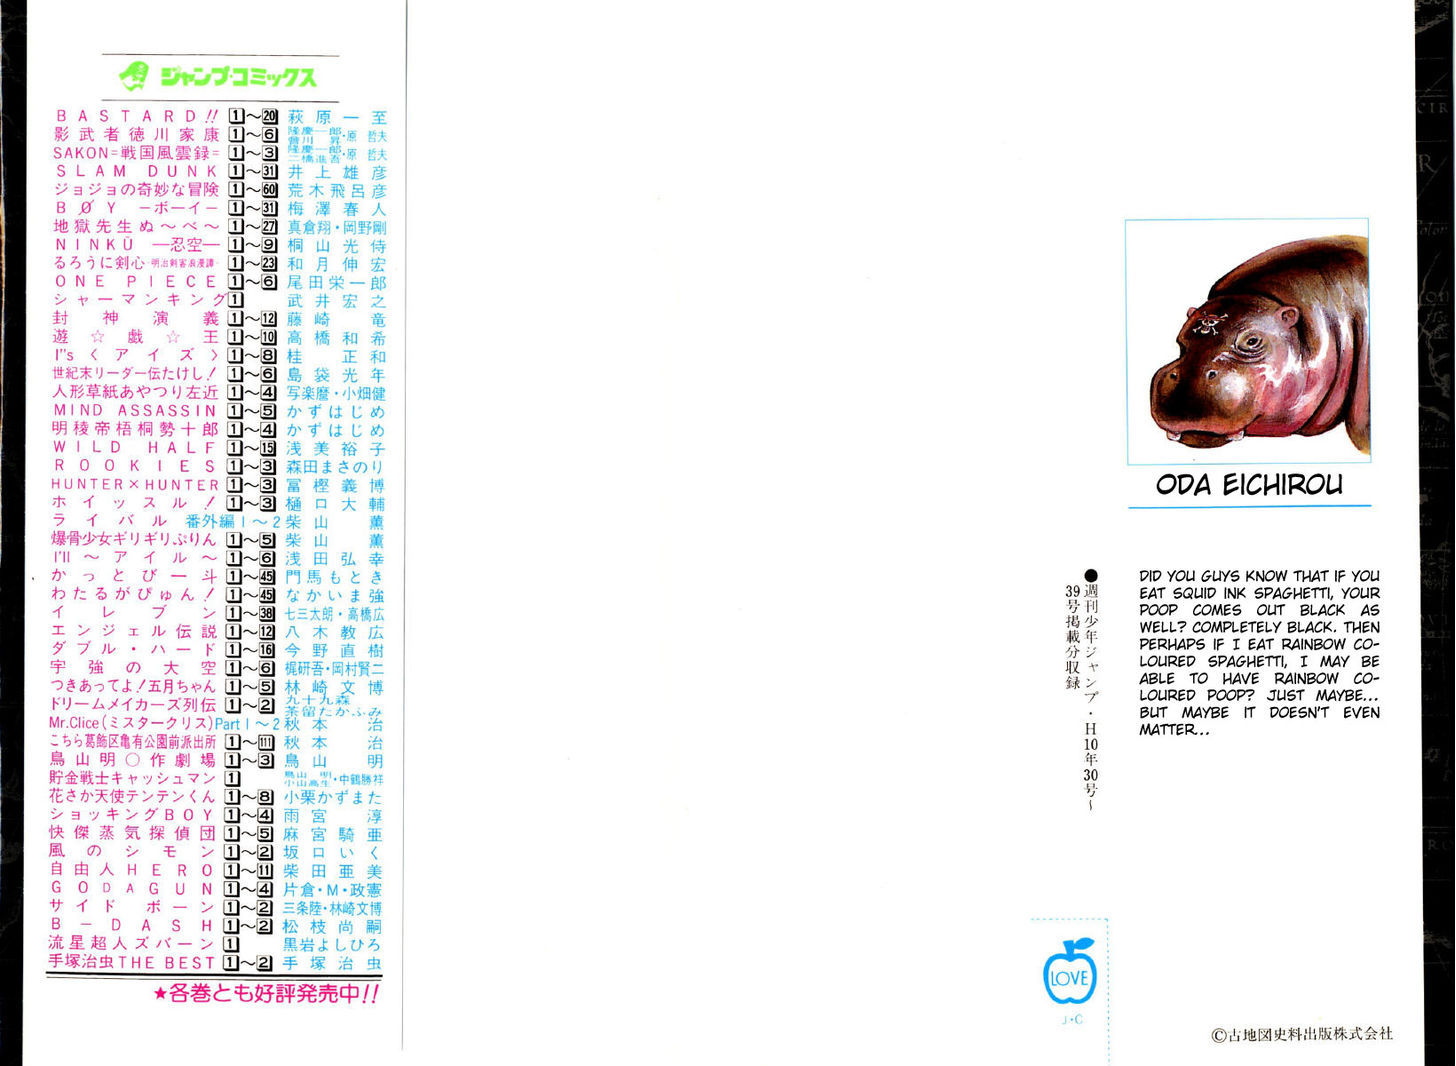 ジャンプ・コミックス
BASTARD!! 1～20 萩原一至
影武者徳川家康 1～6 隆慶一郎 會川昇・原哲夫
SAKON=戦国風雲録= 1～3 隆慶一郎 二橋進吾・原哲夫
SLAM DUNK 1～31 井上雄彦
ジョジョの奇妙な冒険 1～60 荒木飛呂彦
BØY －ボーイ－ 1～31 梅澤春人
地獄先生ぬ～べ～ 1～27 真倉翔・岡野剛
NINKŪ ―忍空― 1～9 桐山光侍
るろうに剣心-明治剣客浪漫譚- 1～23 和月伸宏
ONE PIECE 1～6 尾田栄一郎
シャーマンキング 1 武井宏之
封神演義 1～12 藤崎竜
遊☆戯☆王 1～10 高橋和希
I"s〈アイズ〉 1～8 桂正和
世紀末リーダー伝たけし! 1～6 島袋光年
人形草紙あやつり左近 1～4 写楽麿・小畑健
MIND ASSASSIN 1～5 かずはじめ
明稜帝梧桐勢十郎 1～4 かずはじめ
WILD HALF 1～15 浅美裕子
ROOKIES 1～3 森田まさのり
HUNTER×HUNTER 1～3 冨樫義博
ホイッスル! 1～3 樋口大輔
ライバル 番外編1～2 柴山薫
爆骨少女ギリギリぷりん 1～5 柴山薫
I'll ～アイル～ 1～6 浅田弘幸
かっとび一斗 1～45 門馬もとき
わたるがぴゅん! 1～45 なかいま強
イレブン 1～38 七三太朗・高橋広
エンジェル伝説 1～12 八木教広
ダブル・ハード 1～16 今野直樹
宇強の大空 1～6 梶研吾・岡村賢二
つきあってよ!五月ちゃん 1～5 林崎文博
ドリームメイカーズ列伝 1～2 九十九森 茶留たかふみ
Mr.Clice(ミスタークリス) Part 1～2 秋本治
こちら葛飾区亀有公園前派出所 1～111 秋本治
鳥山明○作劇場 1～3 鳥山明
貯金戦士キャッシュマン 1 鳥山明 小山高生・中鶴勝祥
花さか天使テンテンくん 1～8 小栗かずまた
ショッキングBOY 1～4 雨宮淳
快傑蒸気探偵団 1～5 麻宮騎亜
風のシモン 1～2 坂口いく
自由人HERO 1～11 柴田亜美
GODAGUN 1～4 片倉・M・政憲
サイドボーン 1～2 三条陸・林崎文博
B－DASH 1～2 松枝尚嗣
流星超人ズバーン 1 黒岩よしひろ
手塚治虫THE BEST 1～2 手塚治虫
★各巻とも好評発売中!!
ODA EICHIROU
DID YOU GUYS KNOW THAT IF YOU
EAT SQUID INK SPAGHETTI, YOUR
POOP COMES OUT BLACK AS
WELL? COMPLETELY BLACK. THEN
PERHAPS IF I EAT RAINBOW CO-
LOURED SPAGHETTI, I MAY BE
ABLE TO HAVE RAINBOW CO-
LOURED POOP? JUST MAYBE...
BUT MAYBE IT DOESN'T EVEN
MATTER...
●週刊少年ジャンプ・H10年30号～
39号掲載分収録
LOVE
J・C
©古地図史料出版株式会社